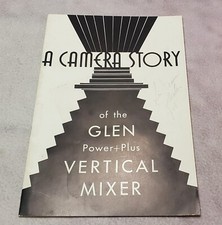 A CAMERA STORY
of the
GLEN
Power+Plus
VERTICAL
MIXER